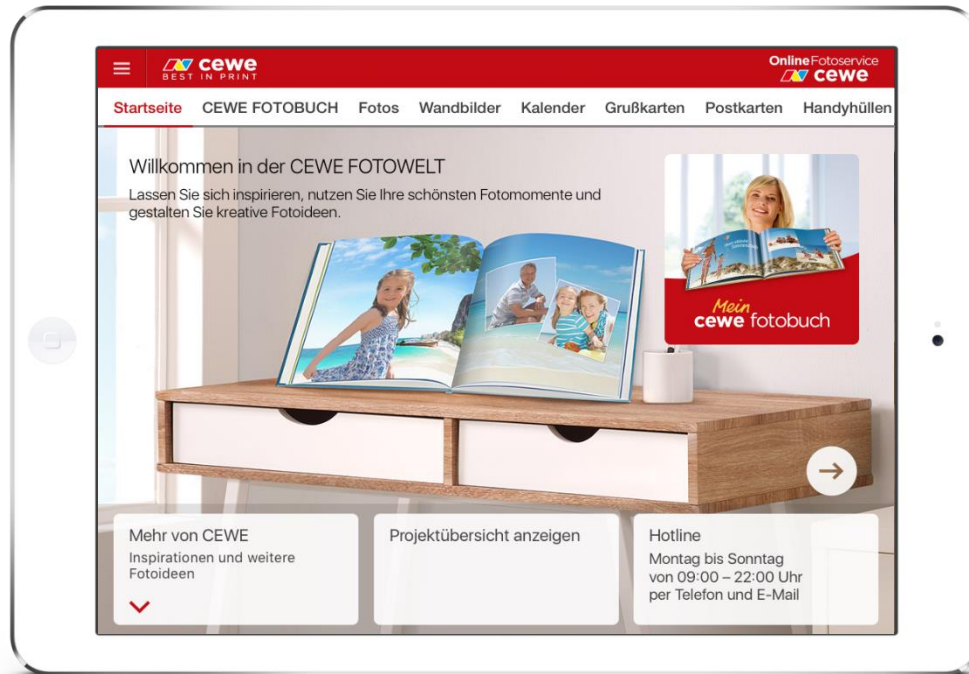 cewe
BEST IN PRINT
Online Fotoservice
cewe
Startseite CEWE FOTOBUCH Fotos Wandbilder Kalender Grußkarten Postkarten Handyhüllen
Willkommen in der CEWE FOTOWELT
Lassen Sie sich inspirieren, nutzen Sie Ihre schönsten Fotomomente und
gestalten Sie kreative Fotoideen.
Mein
cewe fotobuch
Mehr von CEWE
Inspirationen und weitere
Fotoideen
Projektübersicht anzeigen
Hotline
Montag bis Sonntag
von 09:00 – 22:00 Uhr
per Telefon und E-Mail